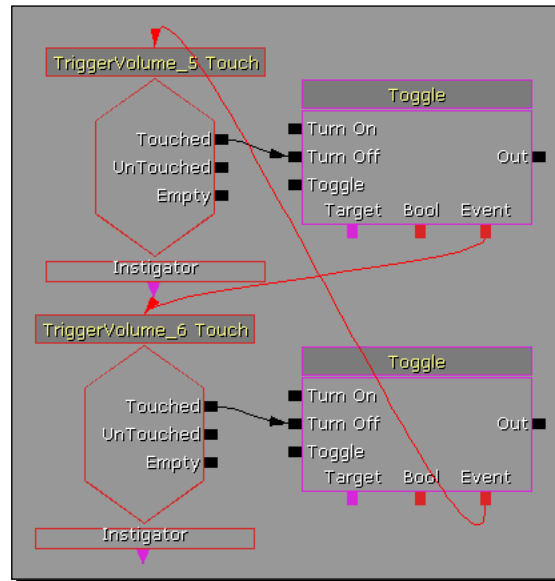 TriggerVolume_5 Touch
Touched
UnTouched
Empty
Instigator
Toggle
Turn On
Turn Off
Toggle
Out
Target Bool Event
TriggerVolume_6 Touch
Touched
UnTouched
Empty
Instigator
Toggle
Turn On
Turn Off
Toggle
Out
Target Bool Event